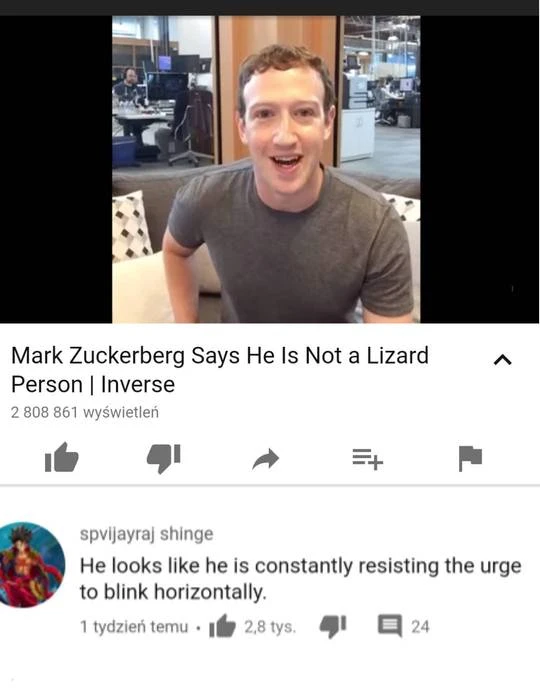 Mark Zuckerberg Says He Is Not a Lizard
Person | Inverse
2 808 861 wyświetleń
spvijayraj shinge
He looks like he is constantly resisting the urge
to blink horizontally.
1 tydzień temu • 2,8 tys. 24